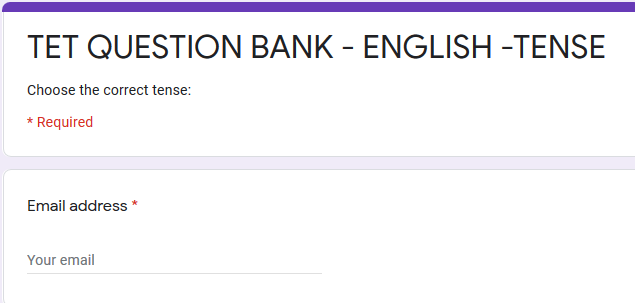 TET QUESTION BANK - ENGLISH -TENSE
Choose the correct tense:
* Required
Email address *
Your email